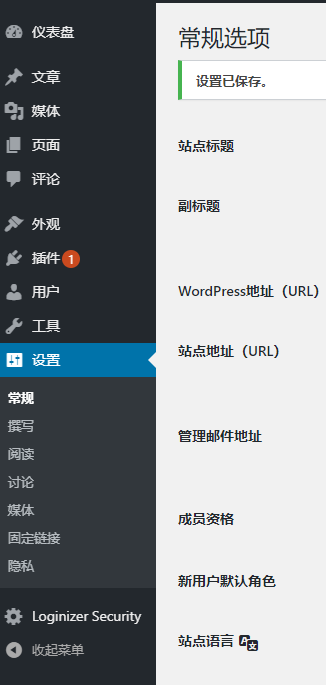 仪表盘
文章
媒体
页面
评论
外观
插件 1
用户
工具
设置
常规
撰写
阅读
讨论
媒体
固定链接
隐私
Loginizer Security
收起菜单
常规选项
设置已保存。
站点标题
副标题
WordPress地址（URL）
站点地址（URL）
管理邮件地址
成员资格
新用户默认角色
站点语言